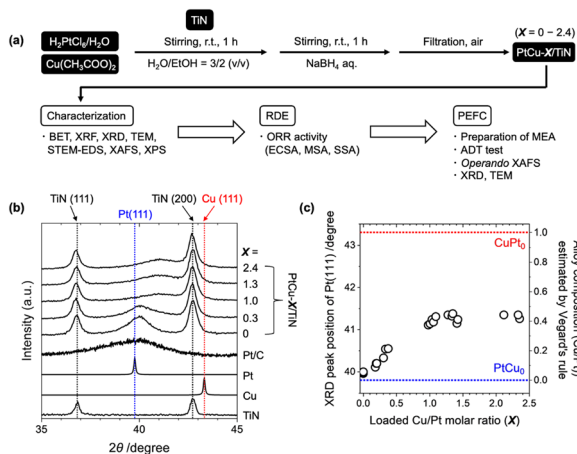 (a)
TiN
(X = 0 – 2.4)
H2PtCl6/H2O
Cu(CH3COO)2
Stirring, r.t., 1 h
H2O/EtOH = 3/2 (v/v)
Stirring, r.t., 1 h
NaBH4 aq.
Filtration, air
PtCu-X/TiN
Characterization
· BET, XRF, XRD, TEM,
STEM-EDS, XAFS, XPS
RDE
· ORR activity
(ECSA, MSA, SSA)
PEFC
· Preparation of MEA
· ADT test
· Operando XAFS
· XRD, TEM
(b)
TiN (111)
TiN (200)
Cu (111)
Pt(111)
X =
2.4
1.3
1.0
0.3
0
PtCu-X/TiN
Pt/C
Pt
Cu
TiN
Intensity (a.u.)
35
40
45
2θ /degree
(c)
XRD peak position of Pt(111) /degree
43
42
41
40
CuPt0
PtCu0
1.0
0.8
0.6
0.4
0.2
0.0
estimated by Vegard's rule
0.0
0.5
1.0
1.5
2.0
Loaded Cu/Pt molar ratio (X)